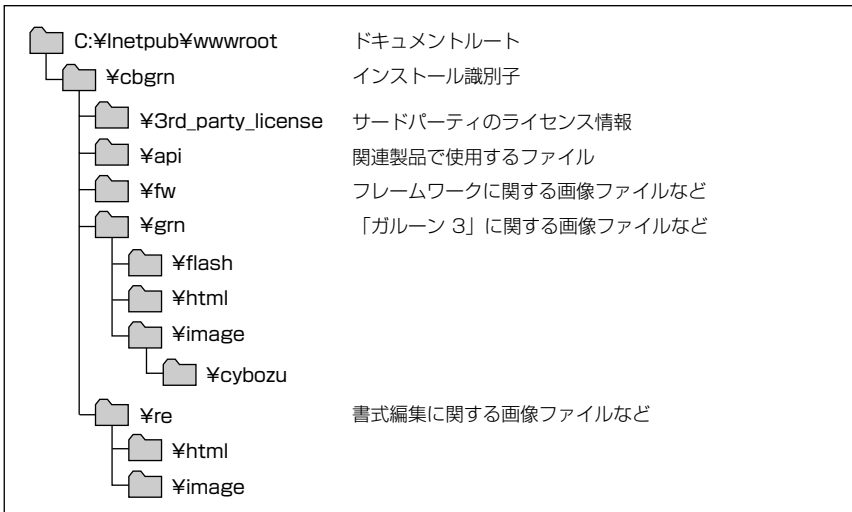 C:¥Inetpub¥wwwroot ドキュメントルート
¥cbgrn インストール識別子
¥3rd_party_license サードパーティのライセンス情報
¥api 関連製品で使用するファイル
¥fw フレームワークに関する画像ファイルなど
¥grn 「ガルーン 3」に関する画像ファイルなど
¥flash
¥html
¥image
¥cybozu
¥re 書式編集に関する画像ファイルなど
¥html
¥image